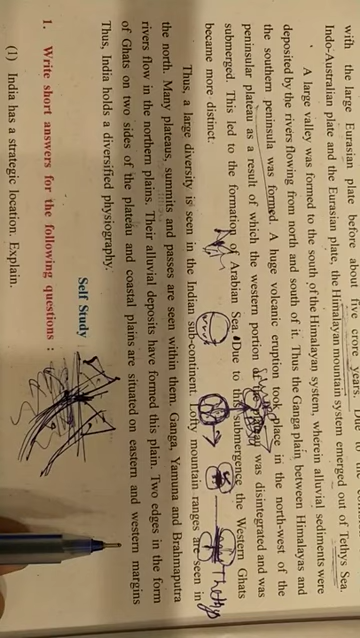 with the large Eurasian plate before about five crore years. Due to the
Indo-Australian plate and the Eurasian plate, the Himalayan mountain system emerged out of Tethys Sea.
A large valley was formed to the south of the Himalayan system, wherein alluvial sediments were
deposited by the rivers flowing from north and south of it. Thus the Ganga plain between Himalayas and
the southern peninsula was formed. A huge volcanic eruption took place in the north-west of the
peninsular plateau as a result of which the western portion of the was disintegrated and was
submerged. This led to the formation of Arabian Sea. Due to this submergence the Western Ghats
became more distinct.
Thus, a large diversity is seen in the Indian sub-continent. Lofty mountain ranges are seen in
the north. Many plateaus, summits and passes are seen within them. Ganga, Yamuna and Brahmaputra
rivers flow in the northern plains. Their alluvial deposits have formed this plain. Two edges in the form
of Ghats on two sides of the plateau and coastal plains are situated on eastern and western margins
Thus, India holds a diversified physiography.
Self Study
1. Write short answers for the following questions :
(1) India has a strategic location. Explain.